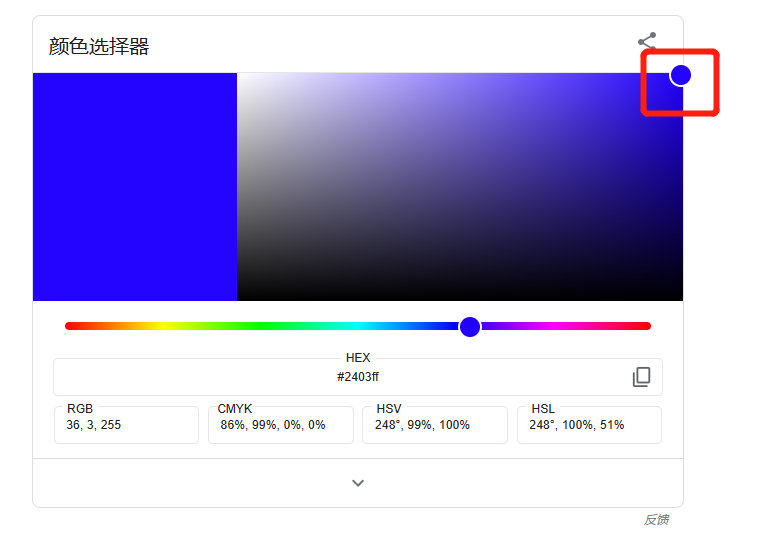 颜色选择器
HEX
#2403ff
RGB
36, 3, 255
CMYK
86%, 99%, 0%, 0%
HSV
248°, 99%, 100%
HSL
248°, 100%, 51%
反馈